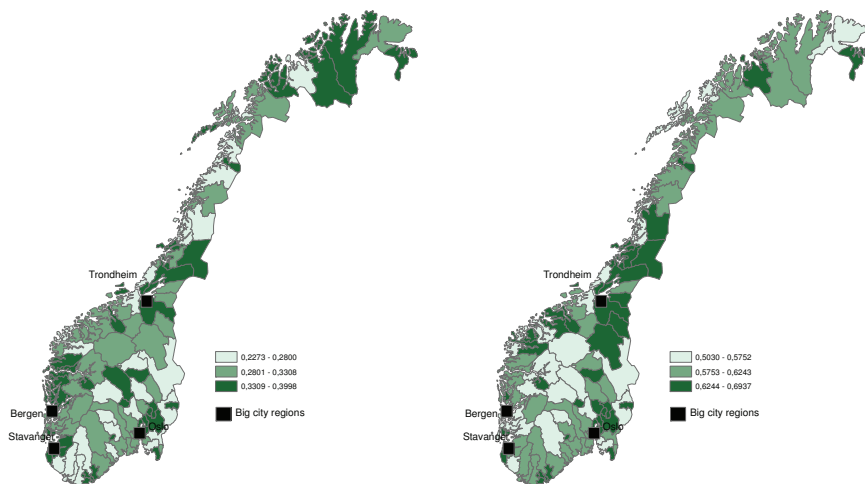 Trondheim
0,2273 - 0,2800
0,2801 - 0,3308
0,3309 - 0,3998
Big city regions
Bergen
Oslo
Stavanger
Trondheim
0,5030 - 0,5752
0,5753 - 0,6243
0,6244 - 0,6937
Big city regions
Bergen
Oslo
Stavanger